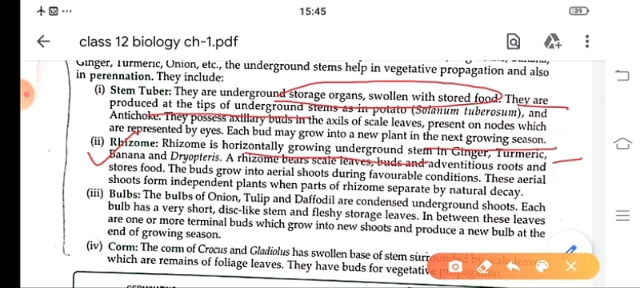 15:45
39
class 12 biology ch-1.pdf
Ginger, Turmeric, Onion, etc., the underground stems help in vegetative propagation and also
in perennation. They include:
(i) Stem Tuber: They are underground storage organs, swollen with stored food. They are
produced at the tips of underground stems as in potato (Solanum tuberosum), and
Antichoke. They possess axillary buds in the axils of scale leaves, present on nodes which
are represented by eyes. Each bud may grow into a new plant in the next growing season.
(ii) Rhizome: Rhizome is horizontally growing underground stem in Ginger, Turmeric,
Banana and Dryopteris. A rhizome bears scale leaves, buds and adventitious roots and
stores food. The buds grow into aerial shoots during favourable conditions. These aerial
shoots form independent plants when parts of rhizome separate by natural decay.
(iii) Bulbs: The bulbs of Onion, Tulip and Daffodil are condensed underground shoots. Each
bulb has a very short, disc-like stem and fleshy storage leaves. In between these leaves
are one or more terminal buds which grow into new shoots and produce a new bulb at the
end of growing season.
(iv) Corm: The corm of Crocus and Gladiolus has swollen base of stem surrounded by scale leaves
which are remains of foliage leaves. They have buds for vegetative propagation.